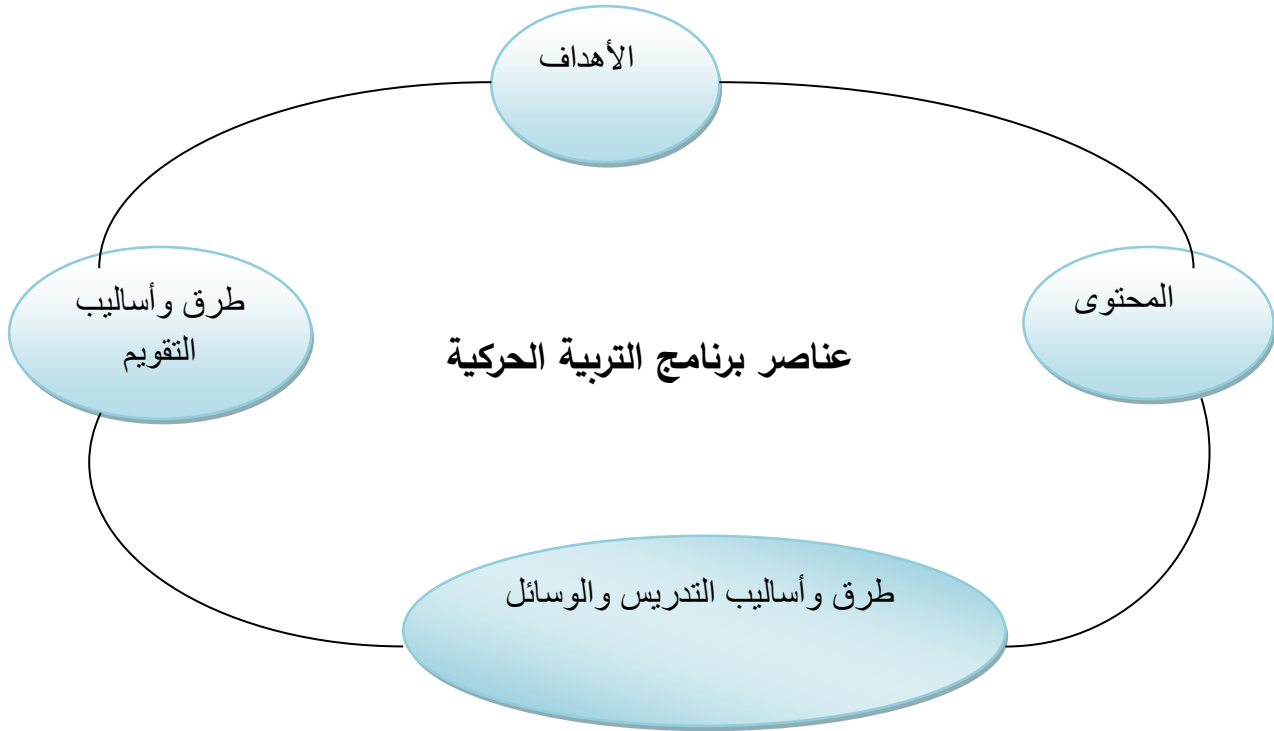 الأهداف
المحتوى
طرق وأساليب
التقويم
عناصر برنامج التربية الحركية
طرق وأساليب التدريس والوسائل